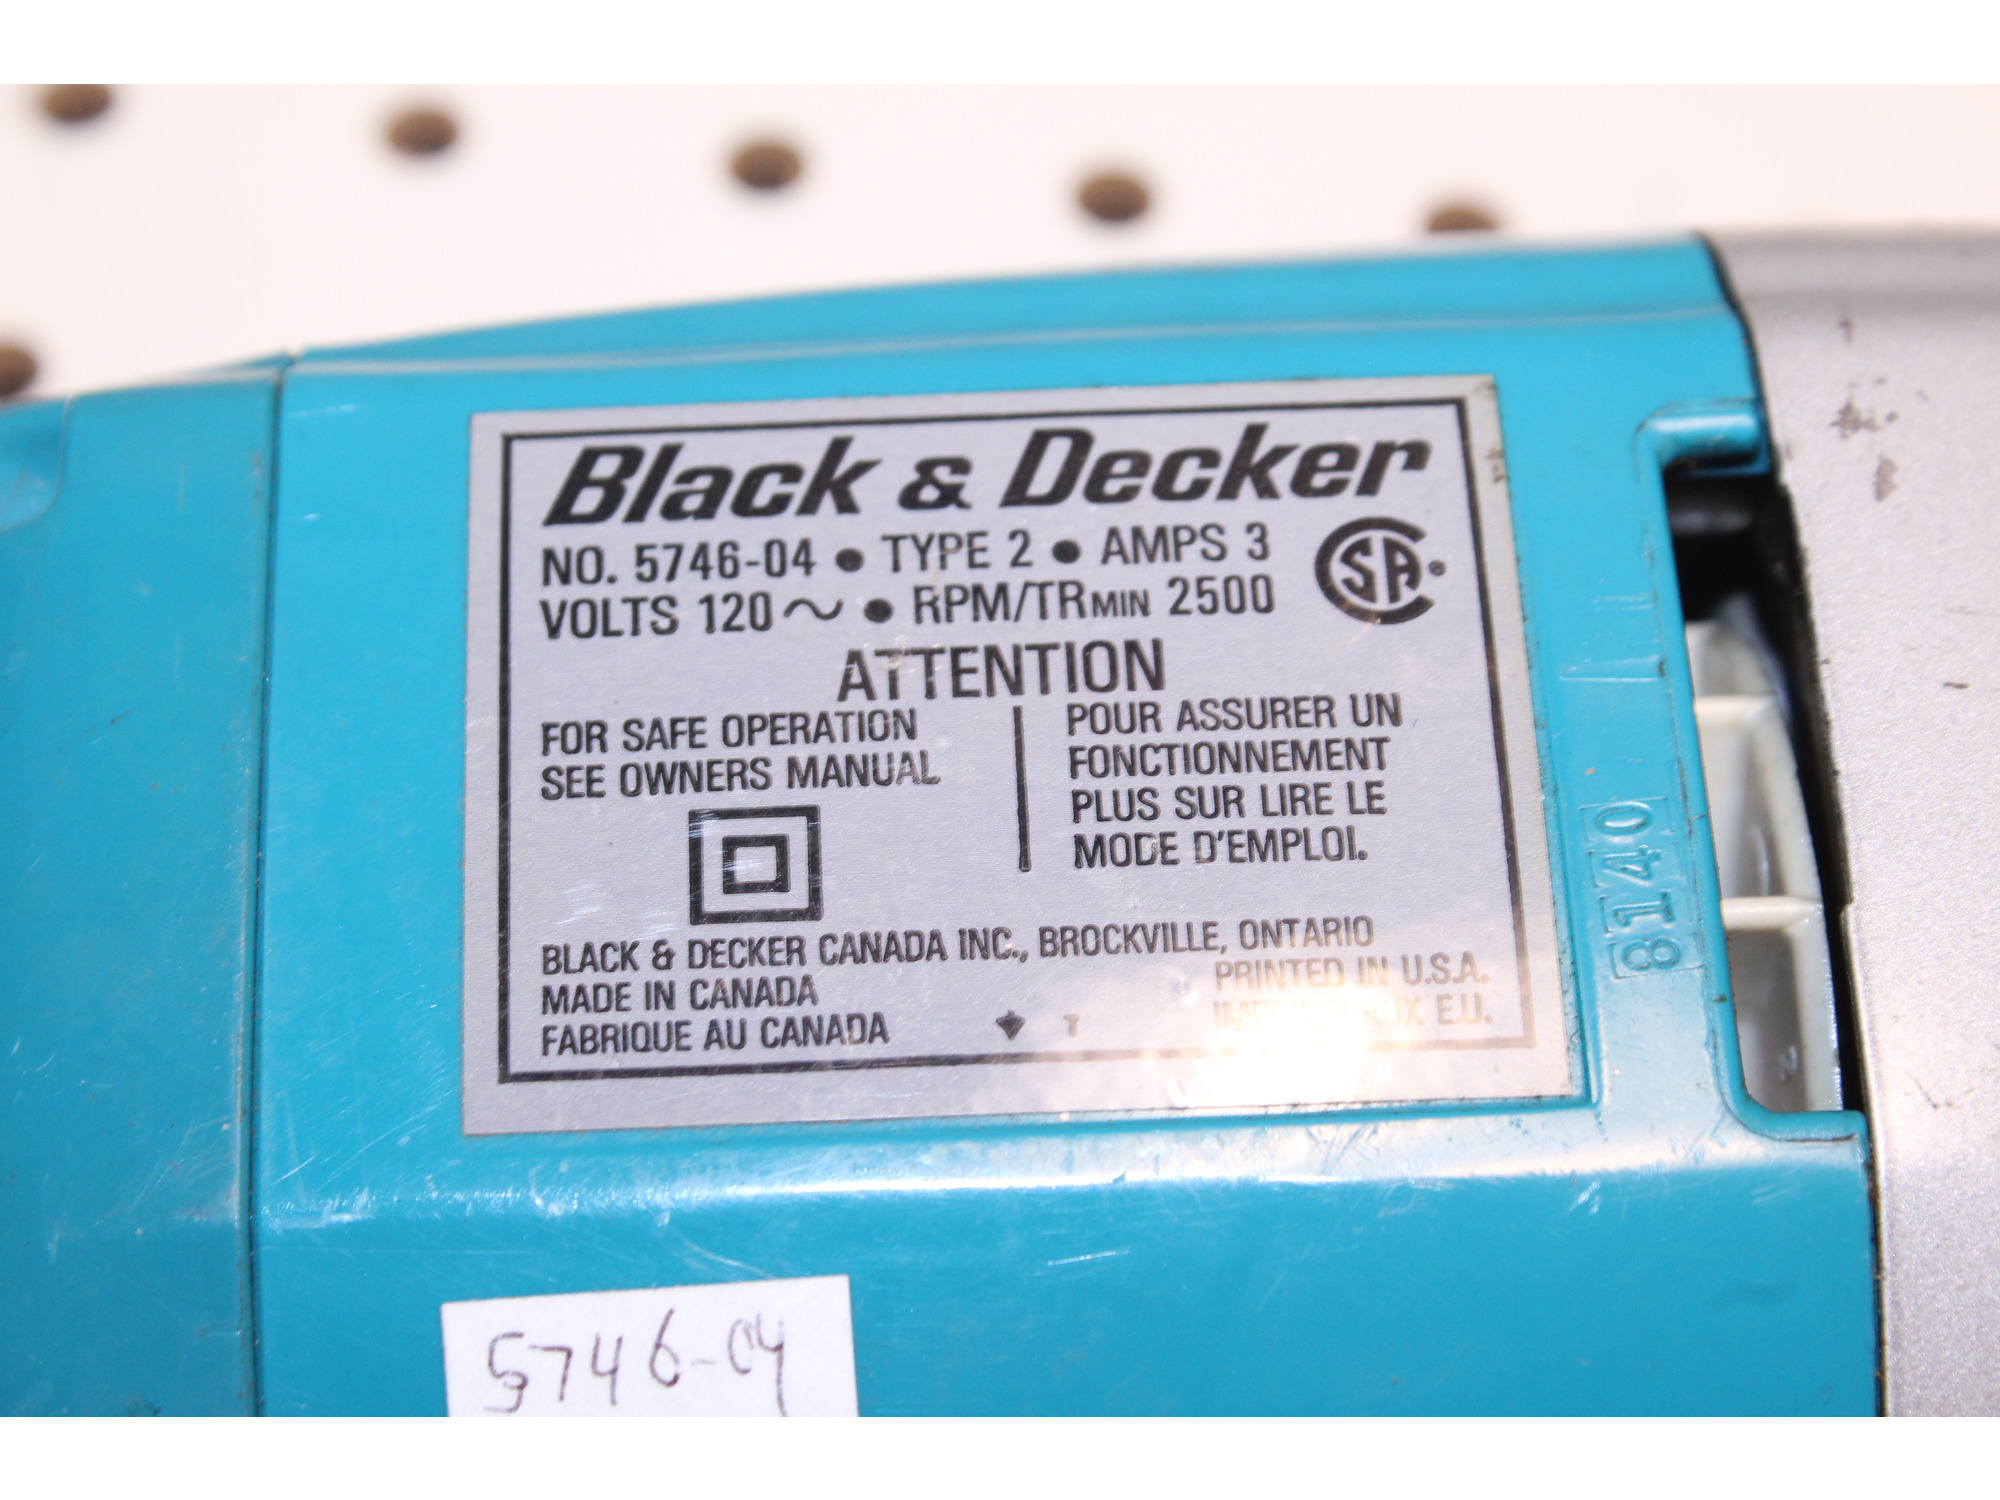 Black & Decker
NO. 5746-04 • TYPE 2 • AMPS 3
VOLTS 120 ~ • RPM/TRMIN 2500
CSA
ATTENTION
FOR SAFE OPERATION
SEE OWNERS MANUAL
POUR ASSURER UN
FONCTIONNEMENT
PLUS SUR LIRE LE
MODE D'EMPLOI.
BLACK & DECKER CANADA INC., BROCKVILLE, ONTARIO
MADE IN CANADA
FABRIQUE AU CANADA
PRINTED IN U.S.A.
E.U.
T
8140
5746-04